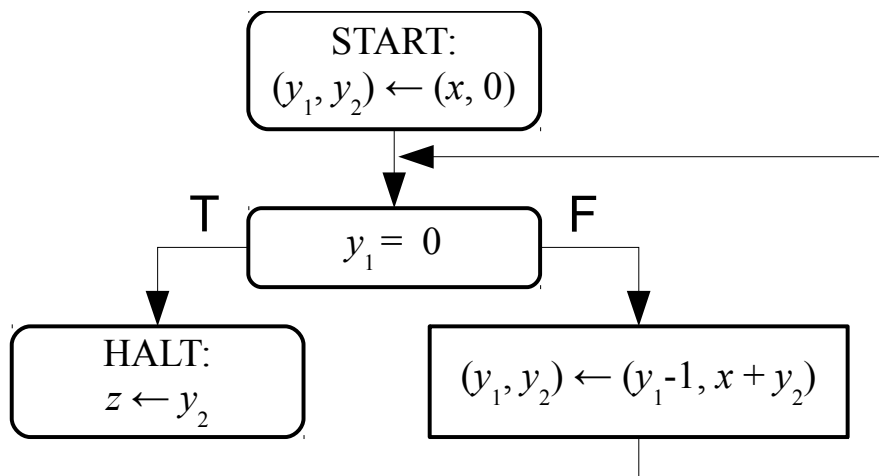 START:
(y₁, y₂) ← (x, 0)
T
F
y₁ = 0
HALT:
z ← y₂
(y₁, y₂) ← (y₁-1, x + y₂)